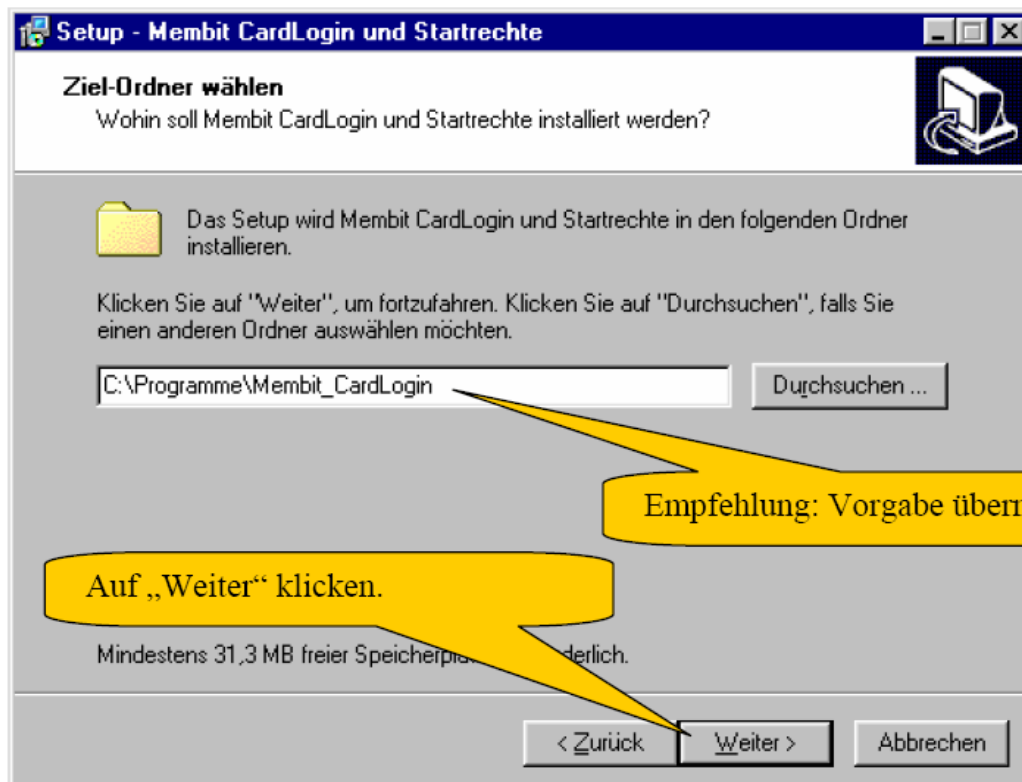 Setup - Membit CardLogin und Startrechte
Ziel-Ordner wählen
Wohin soll Membit CardLogin und Startrechte installiert werden?
Das Setup wird Membit CardLogin und Startrechte in den folgenden Ordner
installieren.
Klicken Sie auf "Weiter", um fortzufahren. Klicken Sie auf "Durchsuchen", falls Sie
einen anderen Ordner auswählen möchten.
C:\Programme\Membit_CardLogin
Durchsuchen ...
Empfehlung: Vorgabe
Auf „Weiter“ klicken.
Mindestens 31,3 MB freier
< Zurück
Weiter >
Abbrechen